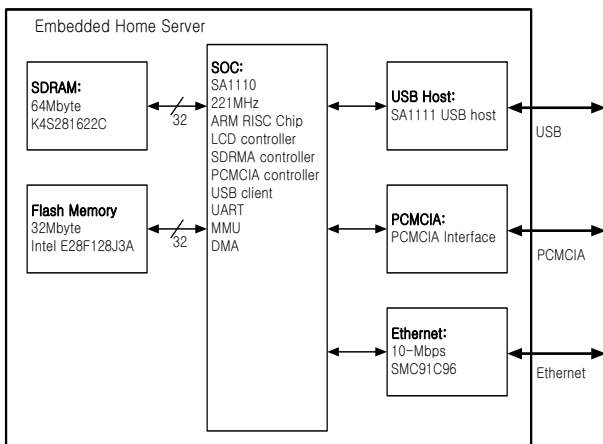 Embedded Home Server
SDRAM:
64Mbyte
K4S281622C
32
Flash Memory
32Mbyte
Intel E28F128J3A
32
SOC:
SA1110
221MHz
ARM RISC Chip
LCD controller
SDRMA controller
PCMCIA controller
USB client
UART
MMU
DMA
USB Host:
SA1111 USB host
USB
PCMCIA:
PCMCIA Interface
PCMCIA
Ethernet:
10-Mbps
SMC91C96
Ethernet